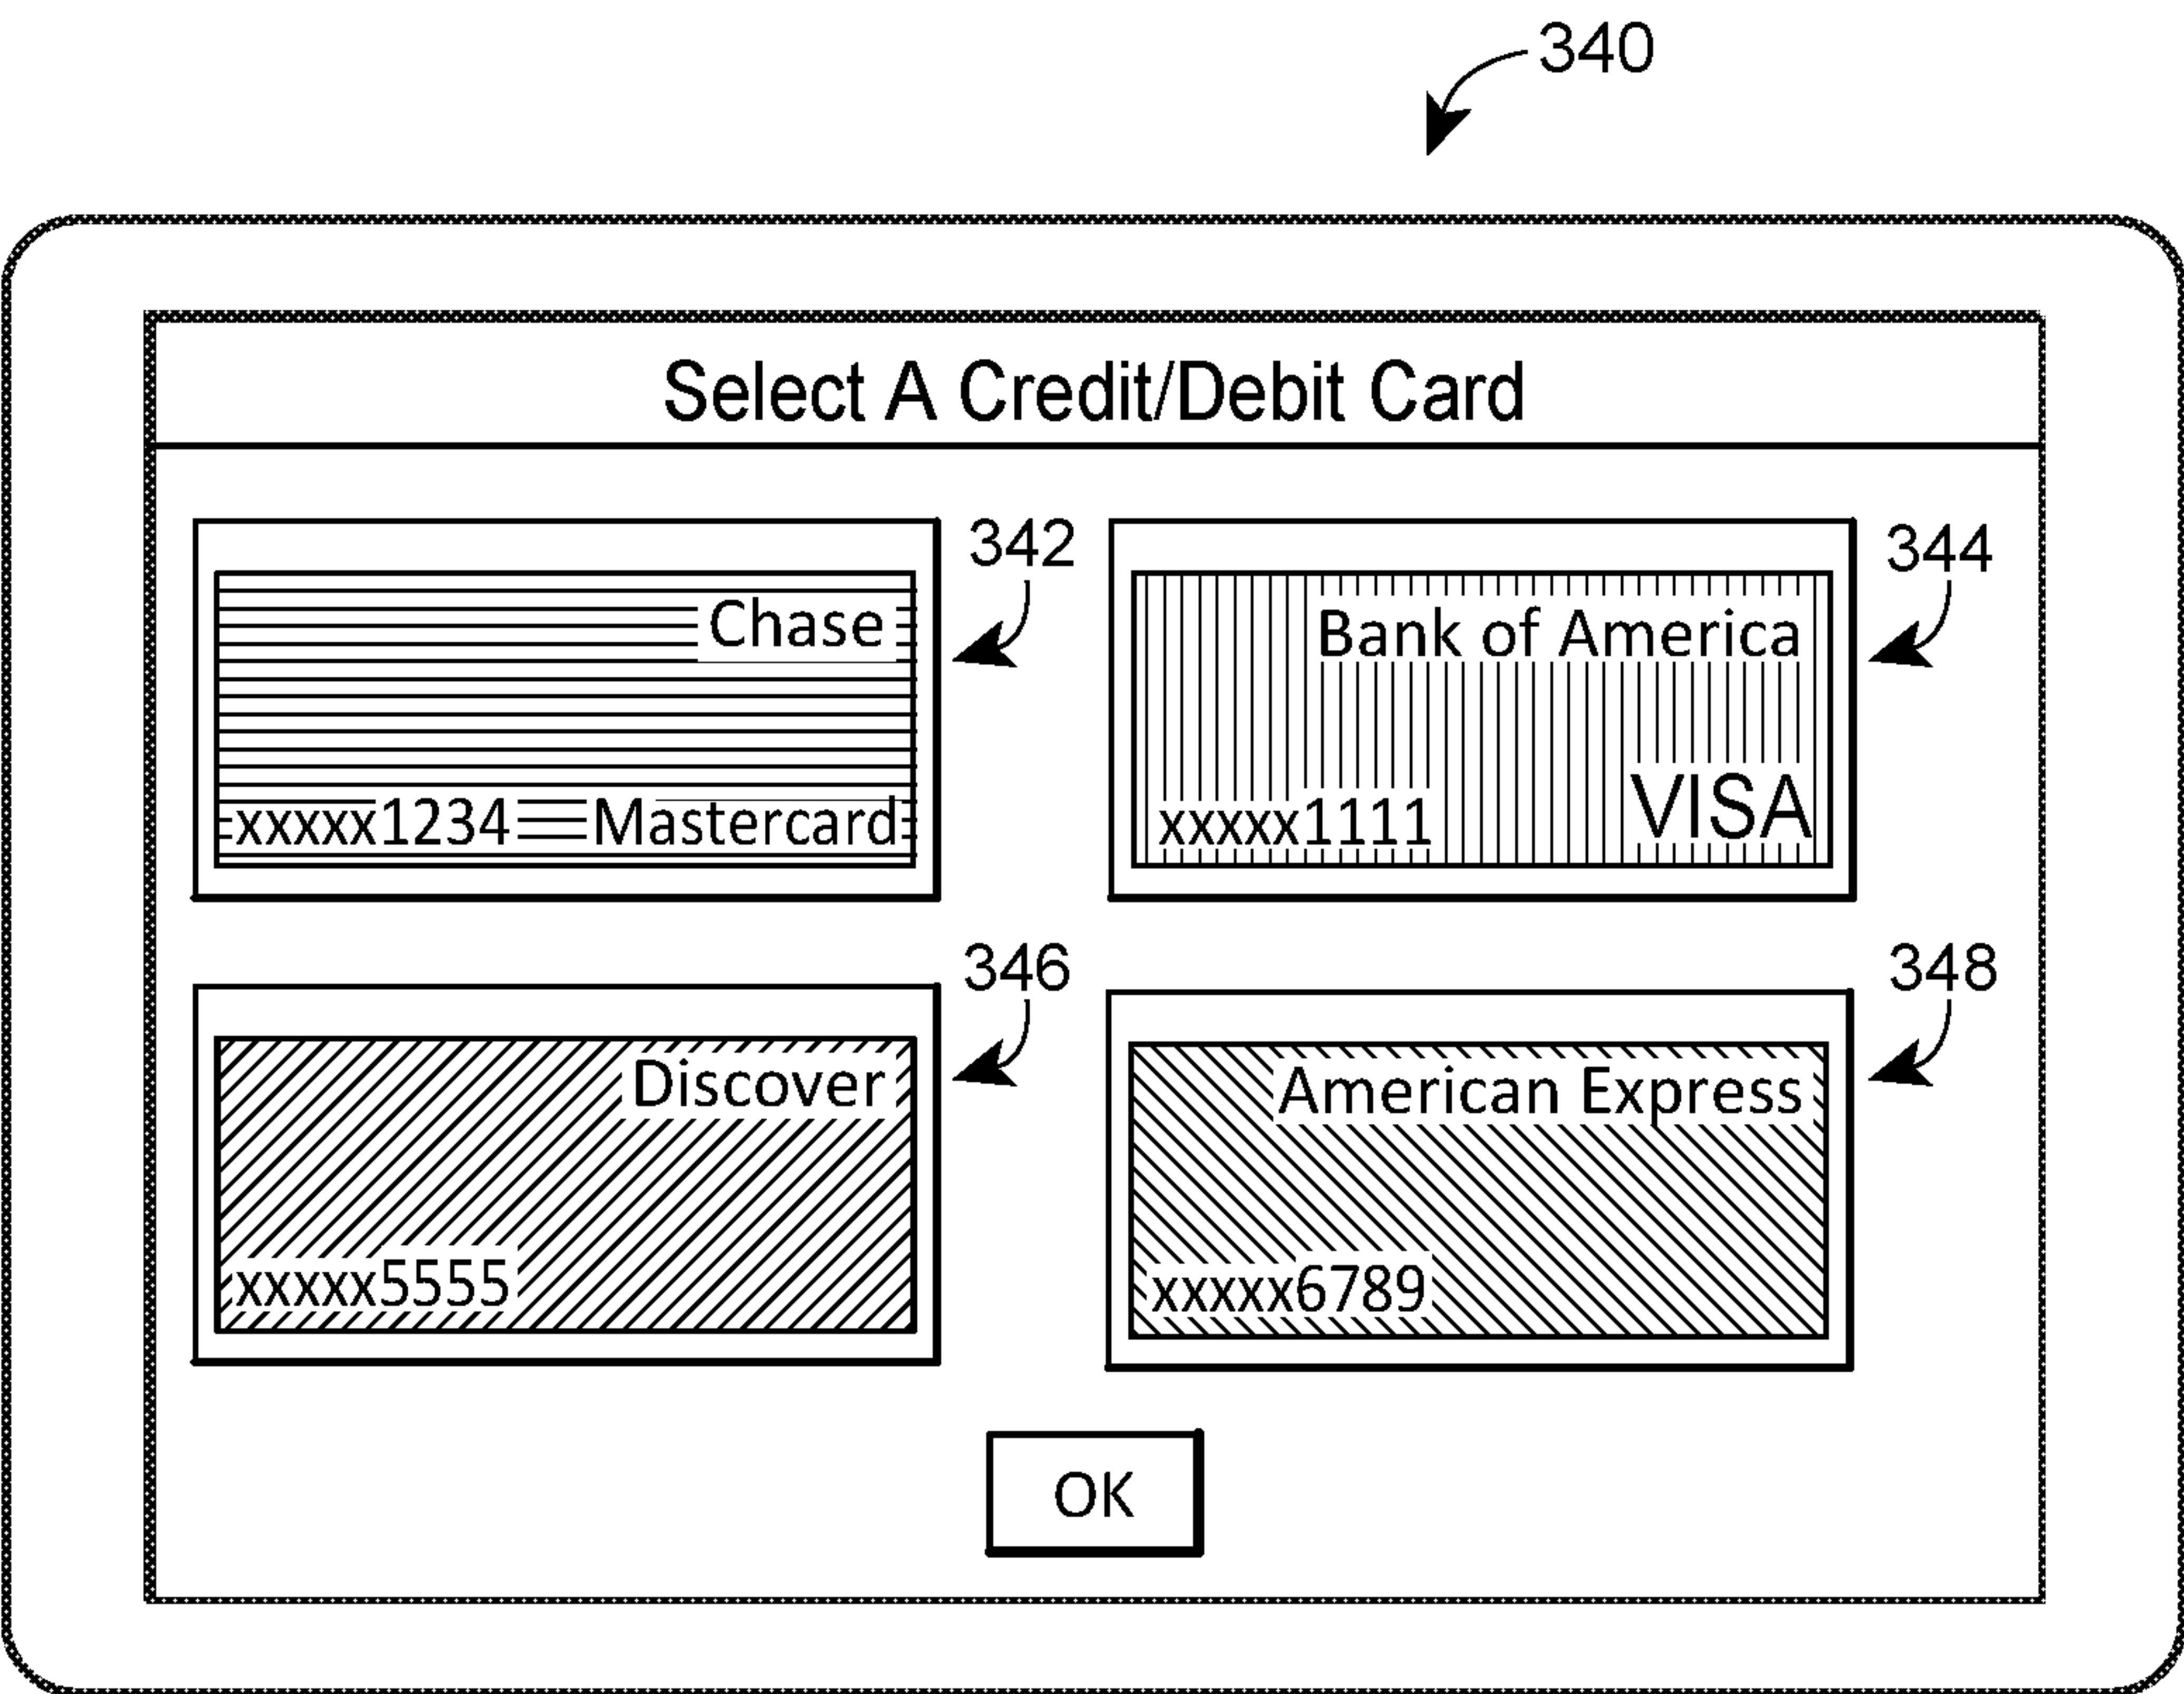 340
Select A Credit/Debit Card
342
344
Chase
Bank of America
xxxxx1234 Mastercard
xxxxx1111 VISA
346
348
Discover
American Express
xxxxx5555
xxxxx6789
OK